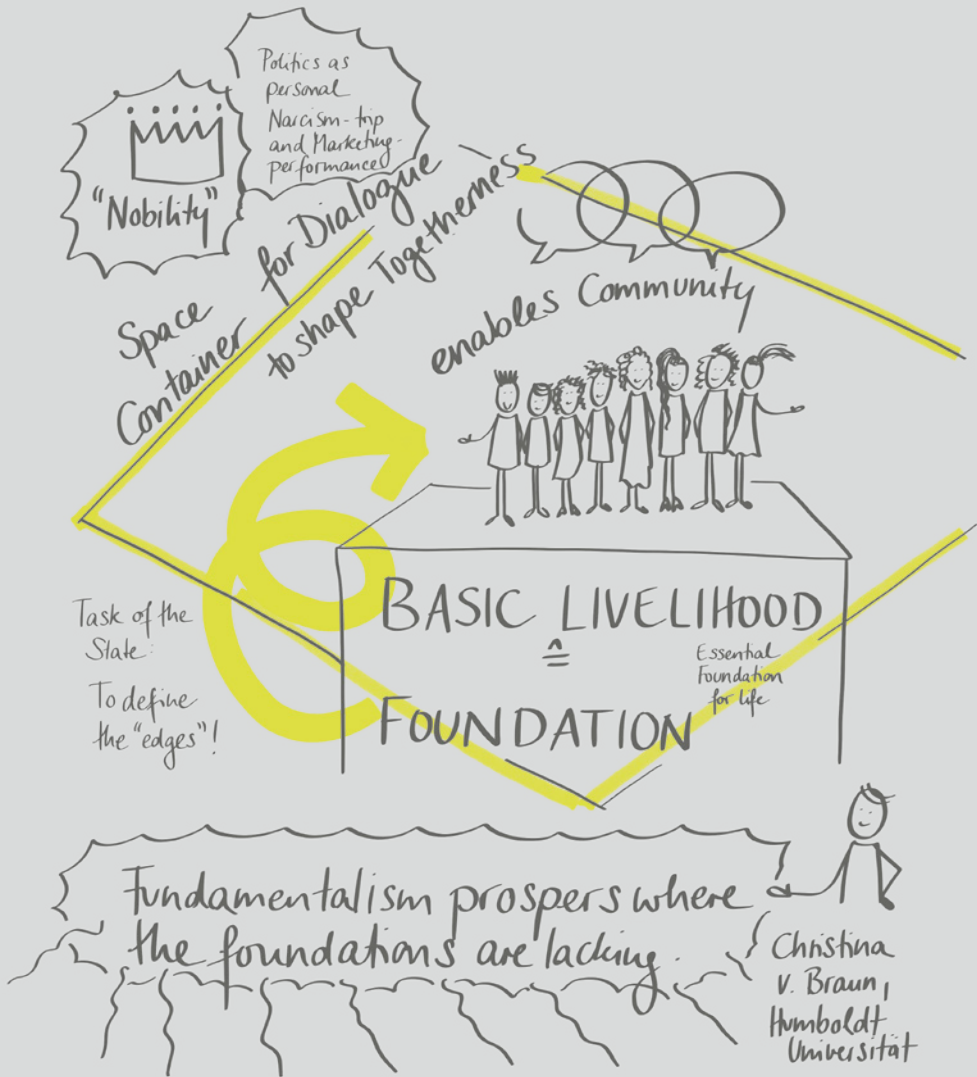 Politics as
personal
Narcism-trip
and Marketing-
performance
"Nobility"
Space
Container
for Dialogue
to shape Togetherness
enables Community
BASIC LIVELIHOOD
≙
FOUNDATION
Essential
Foundation
for life
Task of the
State:
To define
the "edges"!
Fundamentalism prospers where
the foundations are lacking.
Christina
v. Braun,
Humboldt
Universität